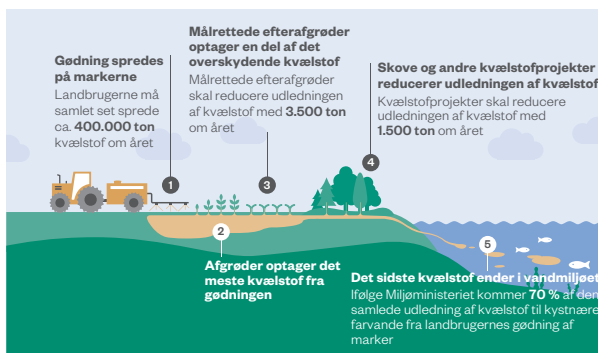 Gødning spredes
på markerne
Landbrugerne må
samlet set sprede
ca. 400.000 ton
kvælstof om året
1
2
Afgrøder optager det
meste kvælstof fra
gødningen
Målrettede efterafgrøder
optager en del af det
overskydende kvælstof
Målrettede efterafgrøder
skal reducere udledningen
af kvælstof med 3.500 ton
om året
3
Skove og andre kvælstofprojekter
reducerer udledningen af kvælstof
Kvælstofprojekter skal reducere
udledningen af kvælstof med
1.500 ton om året
4
5
Det sidste kvælstof ender i vandmiljøet
Ifølge Miljøministeriet kommer 70 % af den
samlede udledning af kvælstof til kystnære
farvande fra landbrugernes gødning af
marker